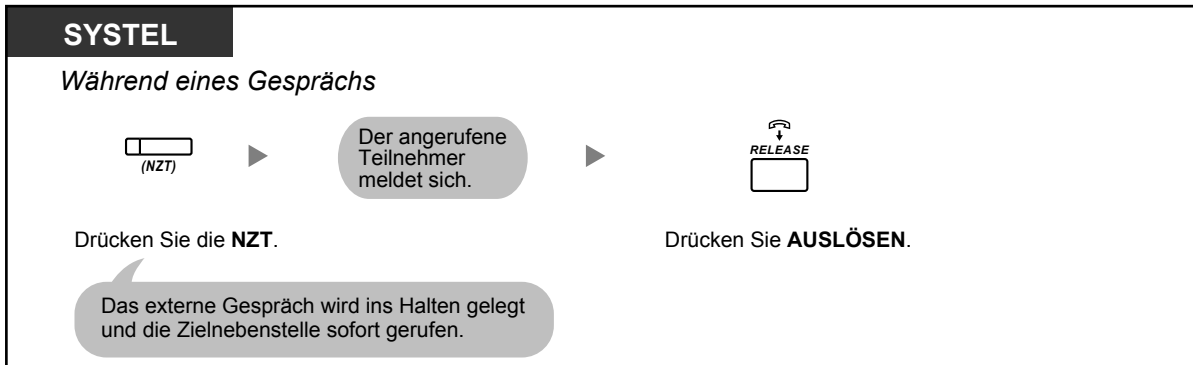 SYSTEL
Während eines Gesprächs
(NZT)
Der angerufene
Teilnehmer
meldet sich.
RELEASE
Drücken Sie die NZT.
Drücken Sie AUSLÖSEN.
Das externe Gespräch wird ins Halten gelegt
und die Zielnebenstelle sofort gerufen.